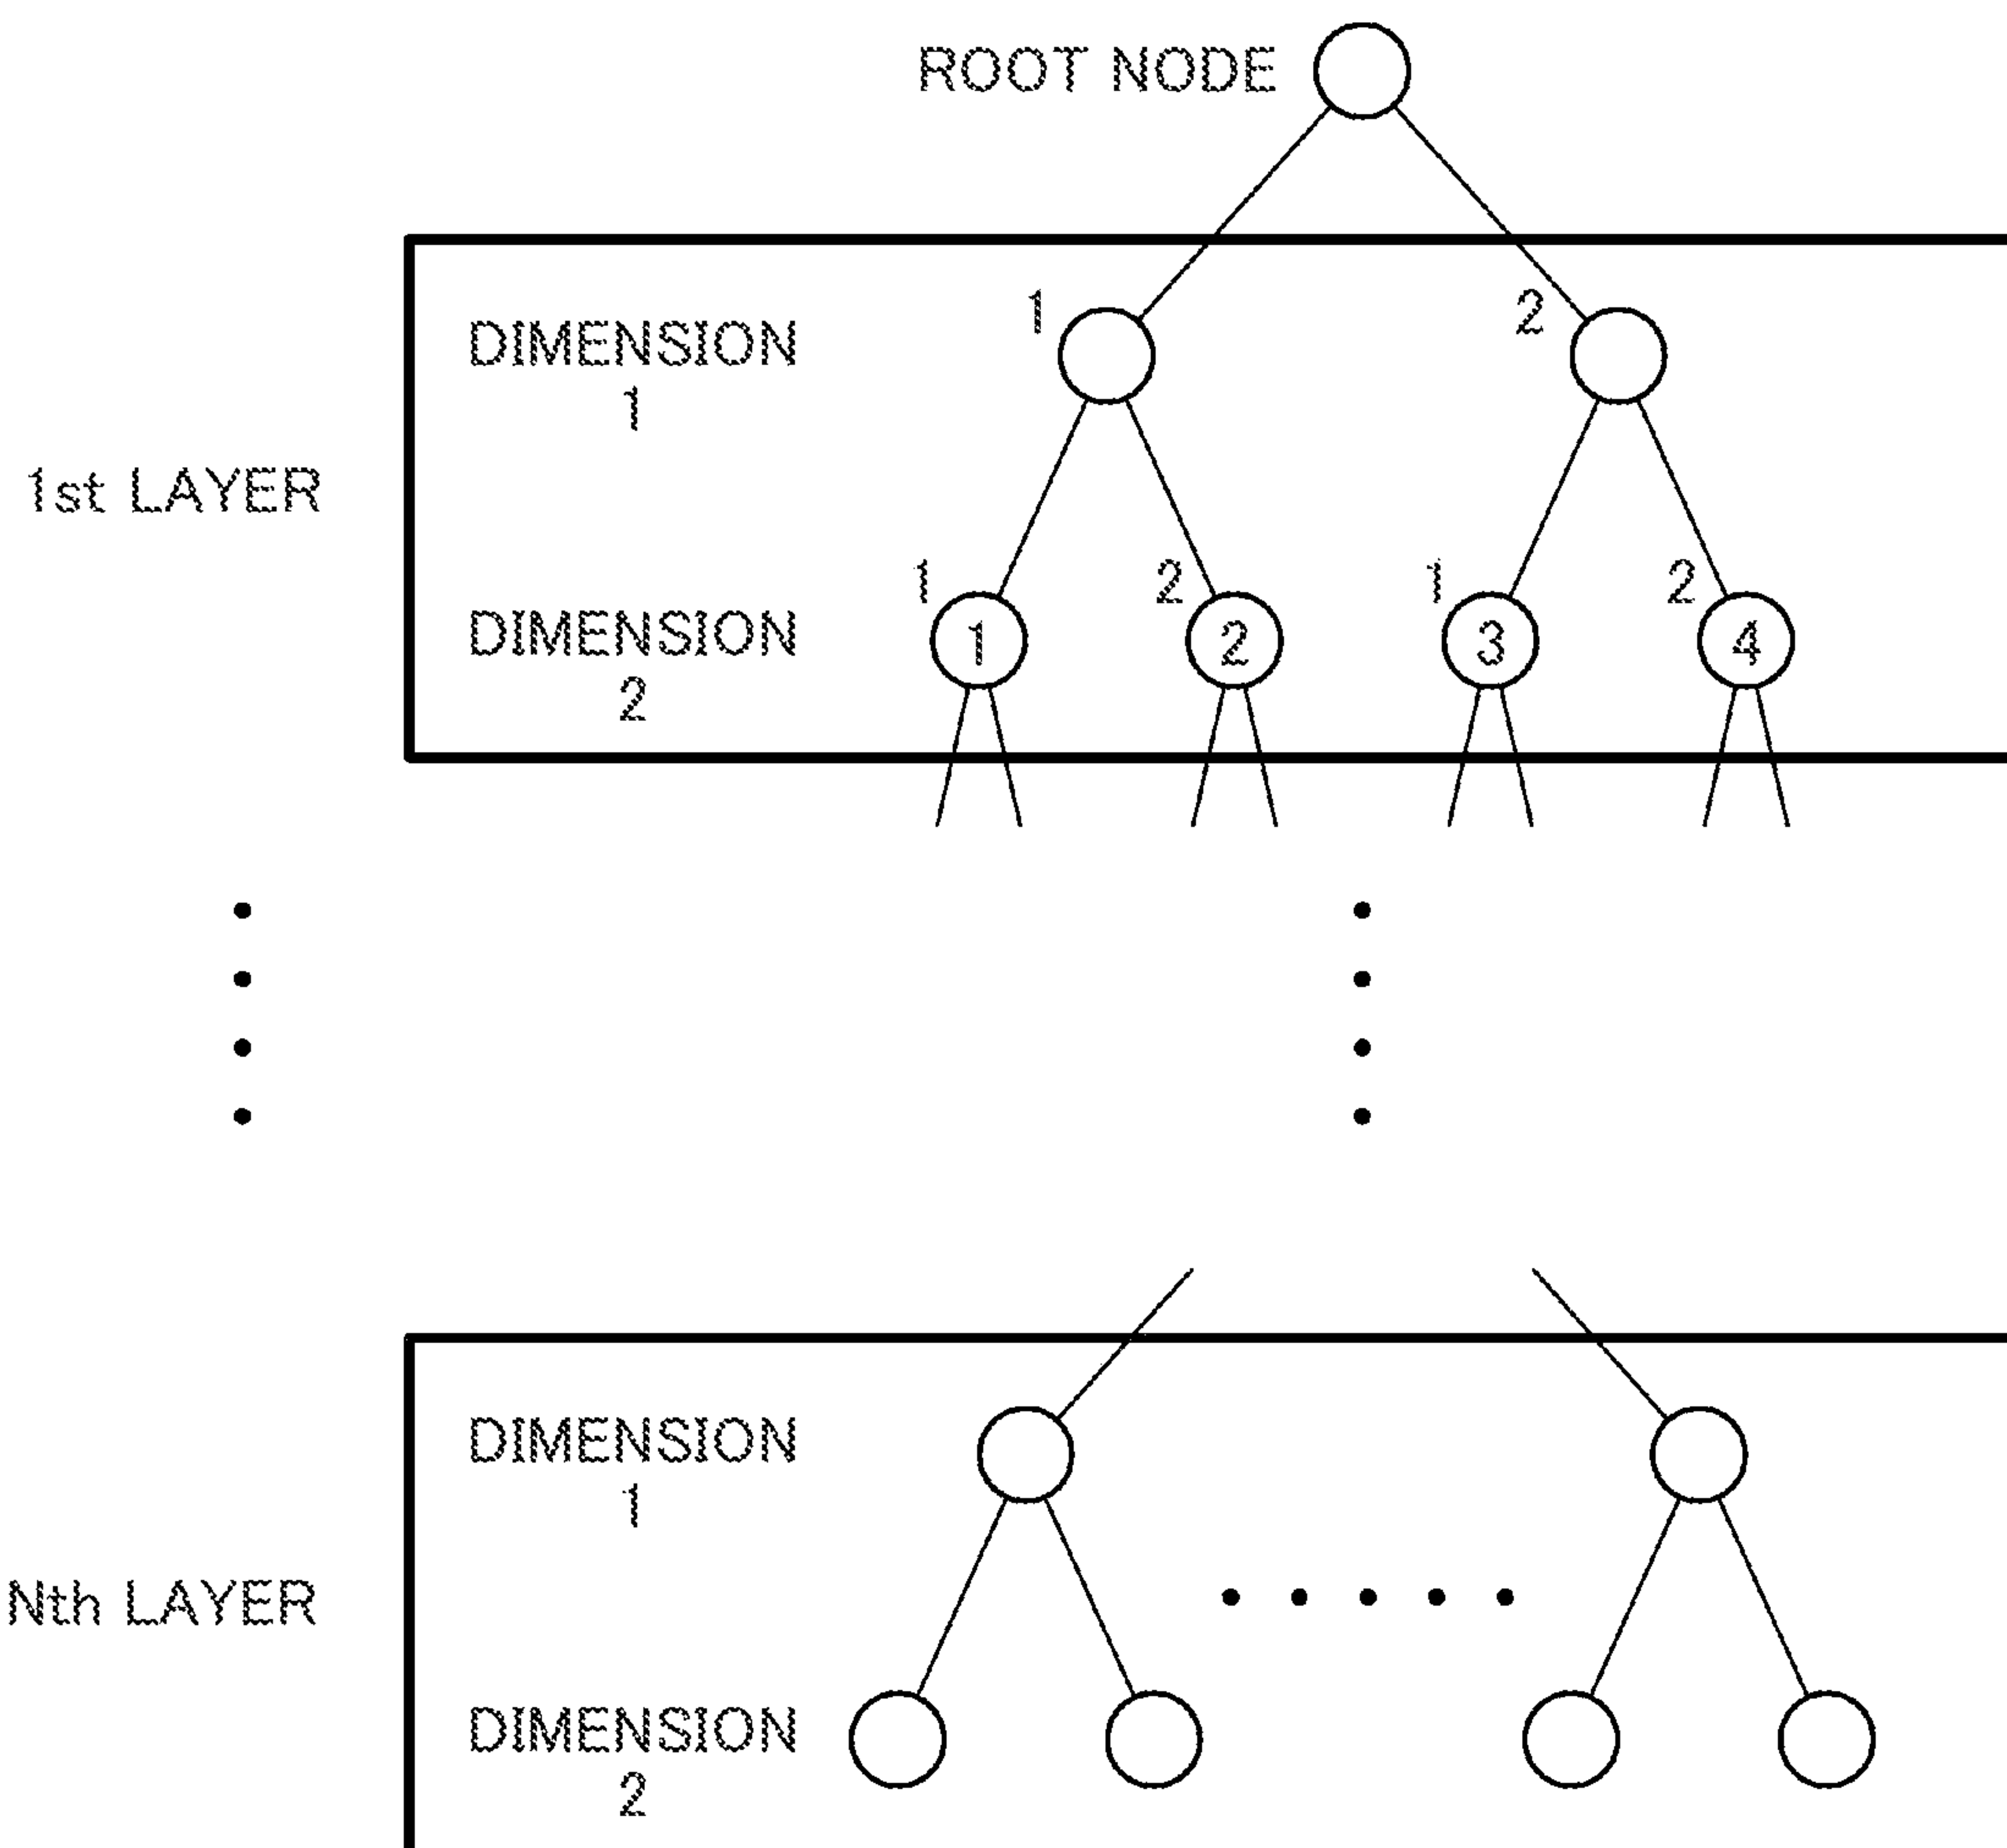 ROOT NODE
1 2
DIMENSION
1
1st LAYER
1 2 1 2
DIMENSION 1 2 3 4
2
DIMENSION
1
Nth LAYER
DIMENSION
2